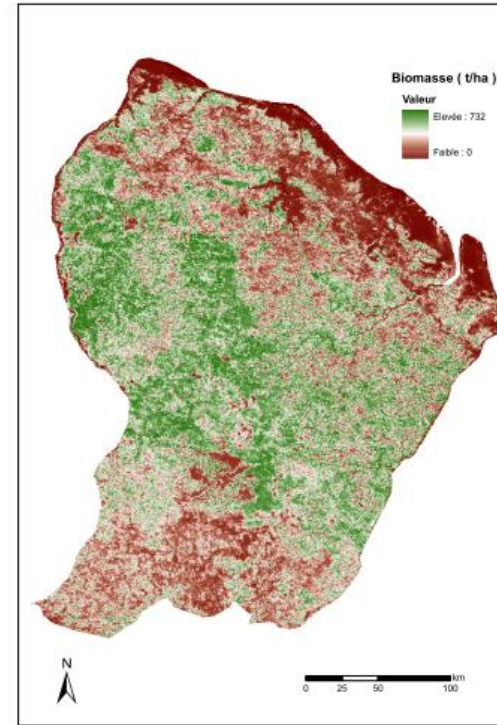 Biomasse ( t/ha )
Valeur
Elevée : 732
Faible : 0
N
km
0 25 50 100